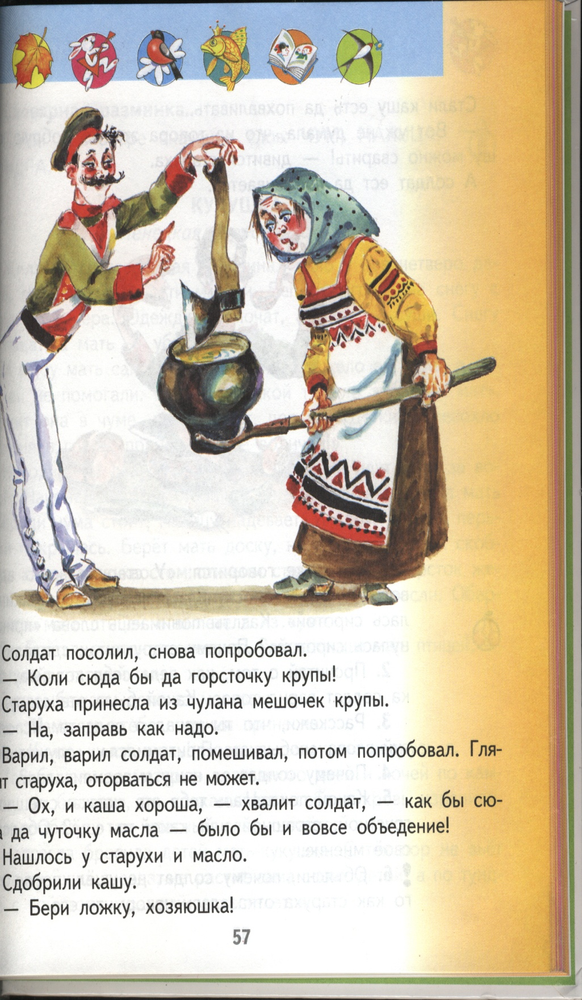 Солдат посолил, снова попробовал.
— Коли сюда бы да горсточку крупы!
Старуха принесла из чулана мешочек крупы.
— На, заправь как надо.
Варил, варил солдат, помешивал, потом попробовал. Гля-
старуха, оторваться не может.
Ох, и каша хороша, — хвалит солдат, — как бы сю-
да чуточку масла — было бы и вовсе объедение!
Нашлось у старухи и масло.
Сдобрили кашу.
— Бери ложку, хозяюшка!
57